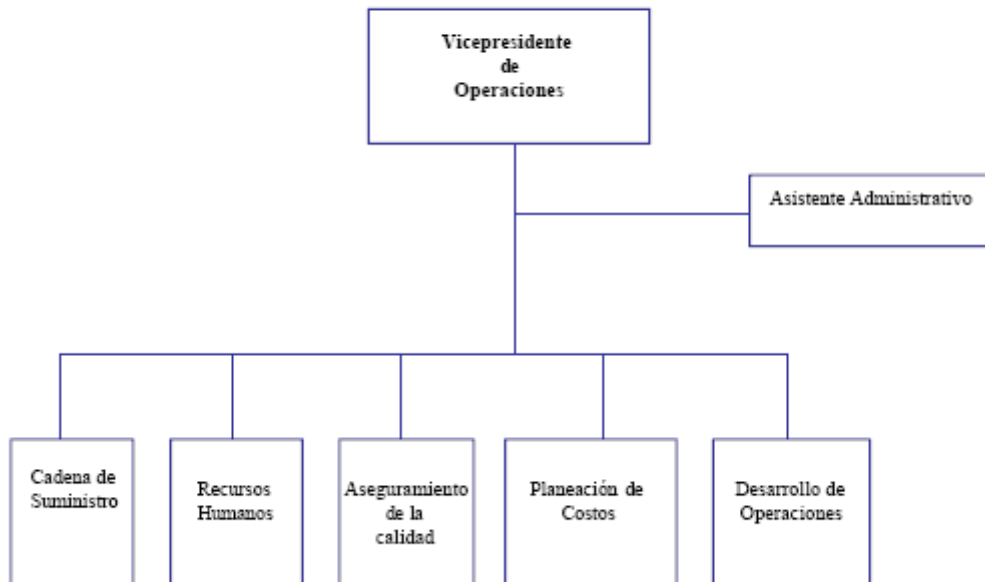 Vicepresidente
de
Operaciones
Asistente Administrativo
Cadena de
Suministro
Recursos
Humanos
Aseguramiento
de la
calidad
Planeación de
Costos
Desarrollo de
Operaciones